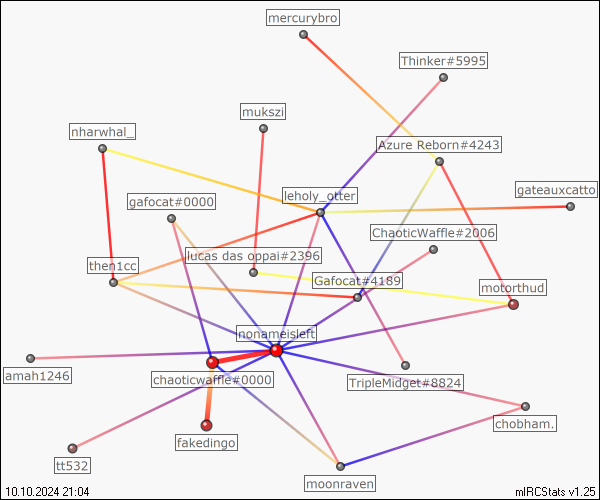 mercurybro
Thinker#5995
mukszi
nharwhal_
Azure Reborn#4243
gateauxcatto
leholy_otter
gafocat#0000
ChaoticWaffle#2006
lucas das oppai#2396
then1cc
Gafocat#4189
motorthud
nonameisleft
amah1246
chaoticwaffle#0000
TripleMidget#8824
chobham.
fakedingo
tt532
moonraven
10.10.2024 21:04
mIRCStats v1.25